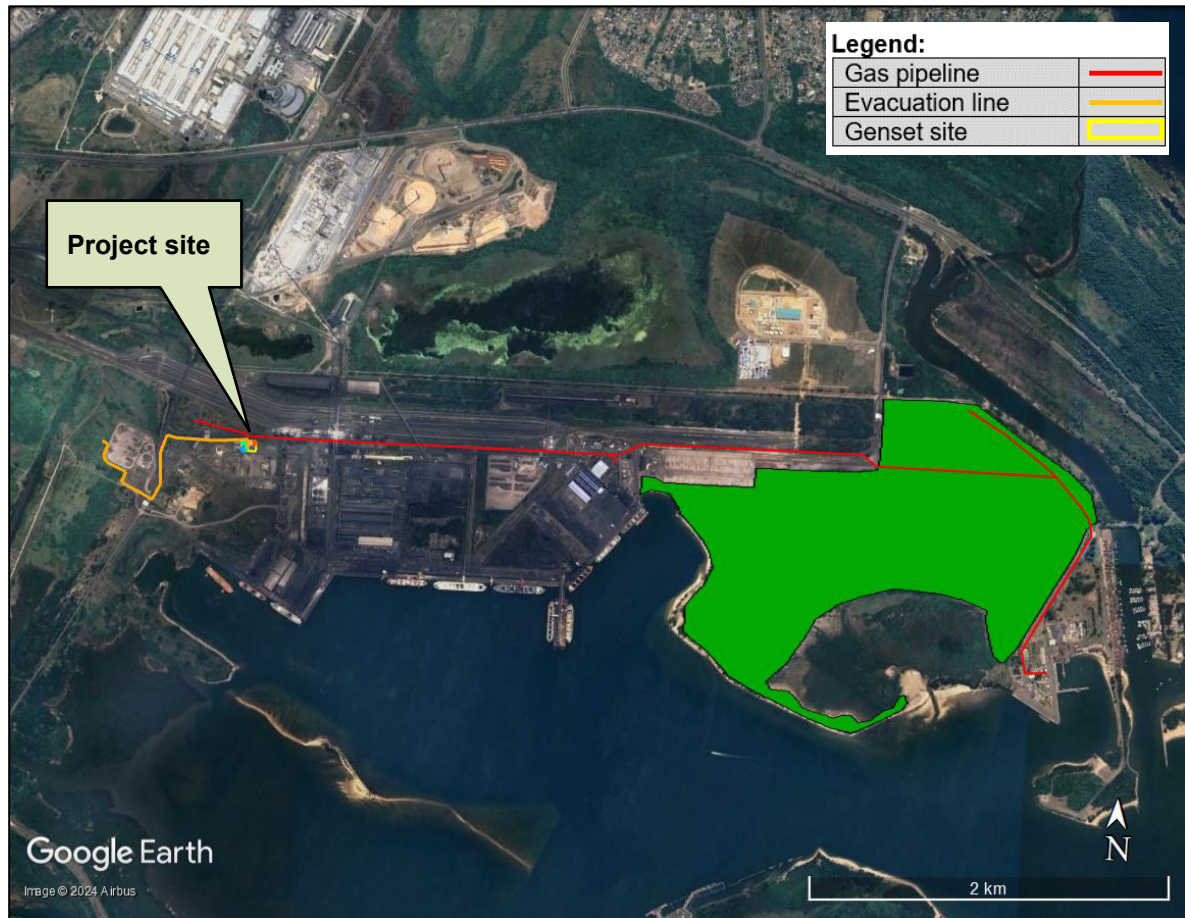 Legend:
Gas pipeline
Evacuation line
Genset site
Project site
Google Earth
Image © 2024 Airbus
N
2 km